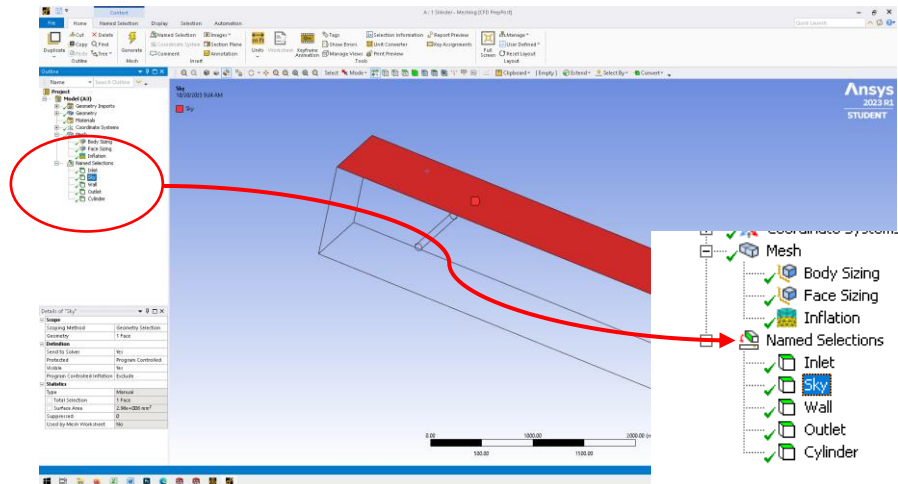 A : 1 Silinder - Meshing [CFD PrepPost]
Context
Quick Launch
File Home Named Selection Display Selection Automation
Duplicate
Cut
Delete
Copy
Find
Paste
Tree
Outline
Generate
Mesh
Named Selection
Images
Coordinate System
Section Plane
Comment
Annotation
Insert
Units
Worksheet
Keyframe Animation
Tags
Show Errors
Manage Views
Selection Information
Unit Converter
Print Preview
Report Preview
Key Assignments
Tools
Full Screen
Manage
User Defined
Reset Layout
Layout
Outline
Name
Search Outline
Select
Mode
Clipboard
[ Empty ]
Extend
Select By
Convert
Project
Model (A3)
Geometry Imports
Geometry
Materials
Coordinate Systems
Mesh
Body Sizing
Face Sizing
Inflation
Named Selections
Inlet
Sky
Wall
Outlet
Cylinder
Sky
Sky
Ansys
2023 R1
STUDENT
Details of "Sky"
Scope
Scoping Method Geometry Selection
Geometry 1 Face
Definition
Send to Solver Yes
Protected Program Controlled
Visible Yes
Program Controlled Inflation Exclude
Statistics
Type Manual
Total Selection 1 Face
Surface Area
Suppressed 0
Used by Mesh Worksheet No
0.00
500.00
1000.00
1500.00
2000.00
Coordinate Systems
Mesh
Body Sizing
Face Sizing
Inflation
Named Selections
Inlet
Sky
Wall
Outlet
Cylinder